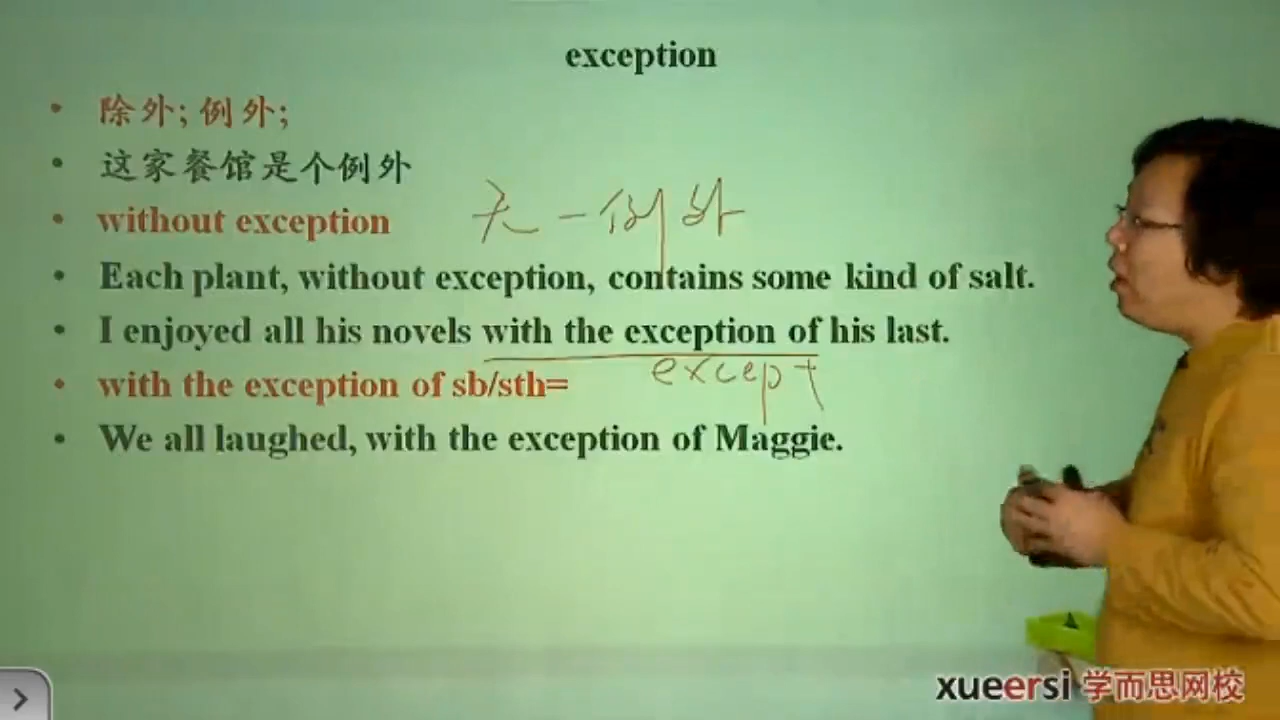 exception
• 除外; 例外;
• 这家餐馆是个例外
• without exception 无一例外
• Each plant, without exception, contains some kind of salt.
• I enjoyed all his novels with the exception of his last.
• with the exception of sb/sth= except
• We all laughed, with the exception of Maggie.
xueersi 学而思网校